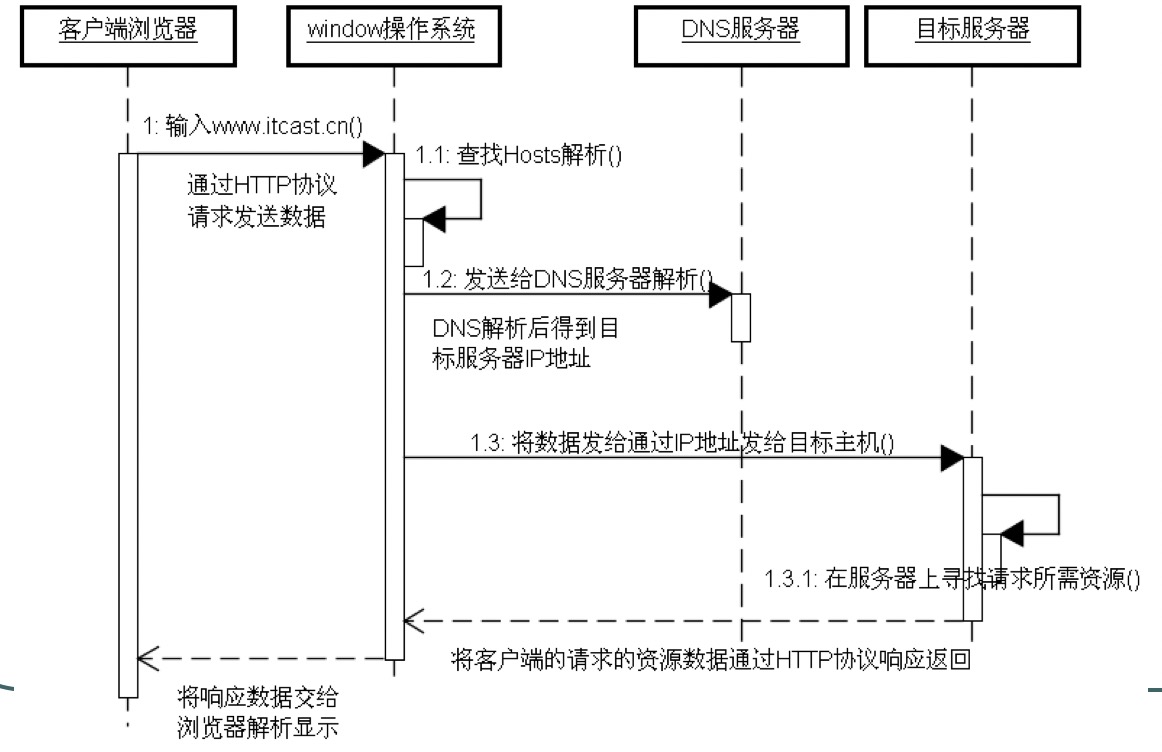 客户端浏览器
window操作系统
DNS服务器
目标服务器
1: 输入www.itcast.cn()
1.1: 查找Hosts解析()
通过HTTP协议
请求发送数据
1.2: 发送给DNS服务器解析()
DNS解析后得到目
标服务器IP地址
1.3: 将数据发给通过IP地址发给目标主机()
1.3.1: 在服务器上寻找请求所需资源()
将客户端的请求的资源数据通过HTTP协议响应返回
将响应数据交给
浏览器解析显示